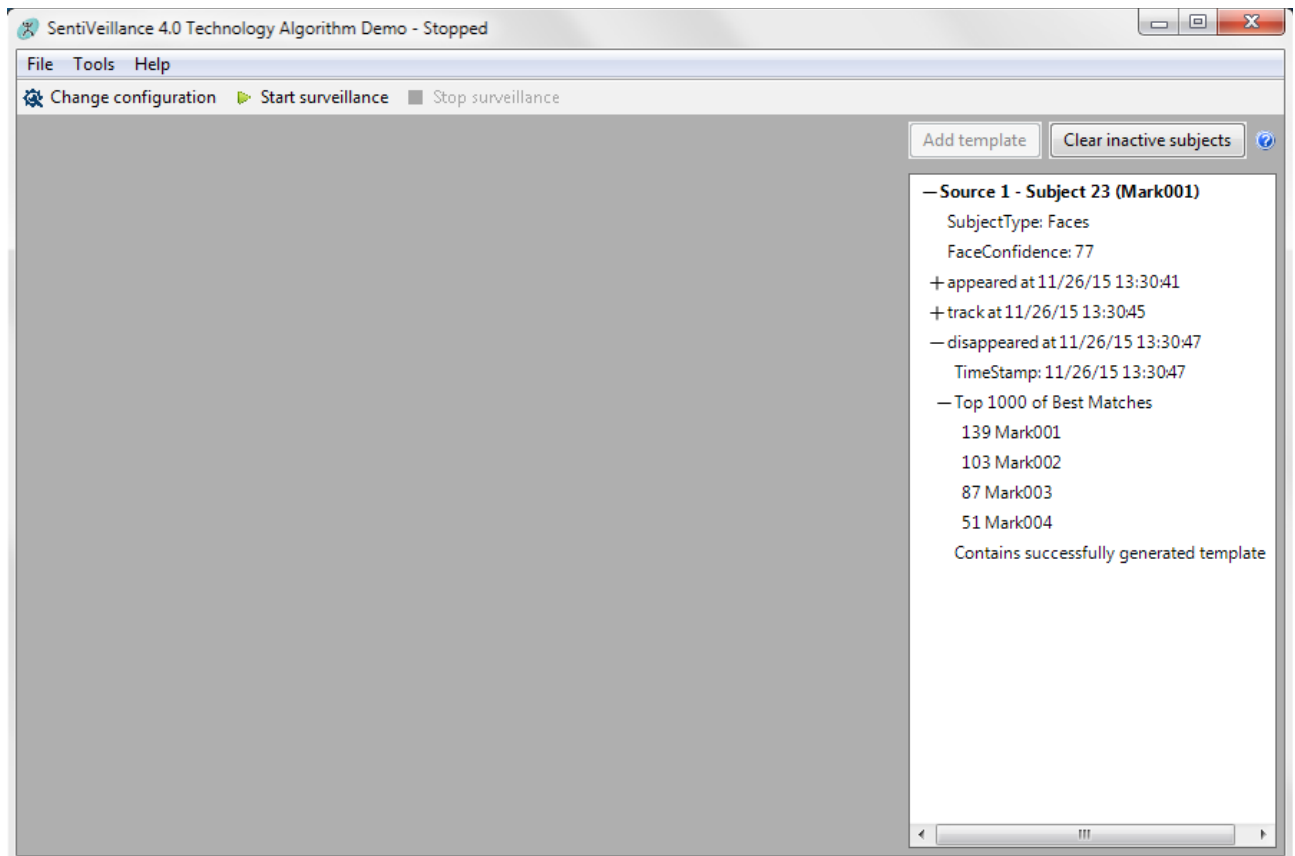 SentiVeillance 4.0 Technology Algorithm Demo - Stopped
File Tools Help
Change configuration Start surveillance Stop surveillance
Add template Clear inactive subjects
Source 1 - Subject 23 (Mark001)
SubjectType: Faces
FaceConfidence: 77
appeared at 11/26/15 13:30:41
track at 11/26/15 13:30:45
disappeared at 11/26/15 13:30:47
TimeStamp: 11/26/15 13:30:47
Top 1000 of Best Matches
139 Mark001
103 Mark002
87 Mark003
51 Mark004
Contains successfully generated template